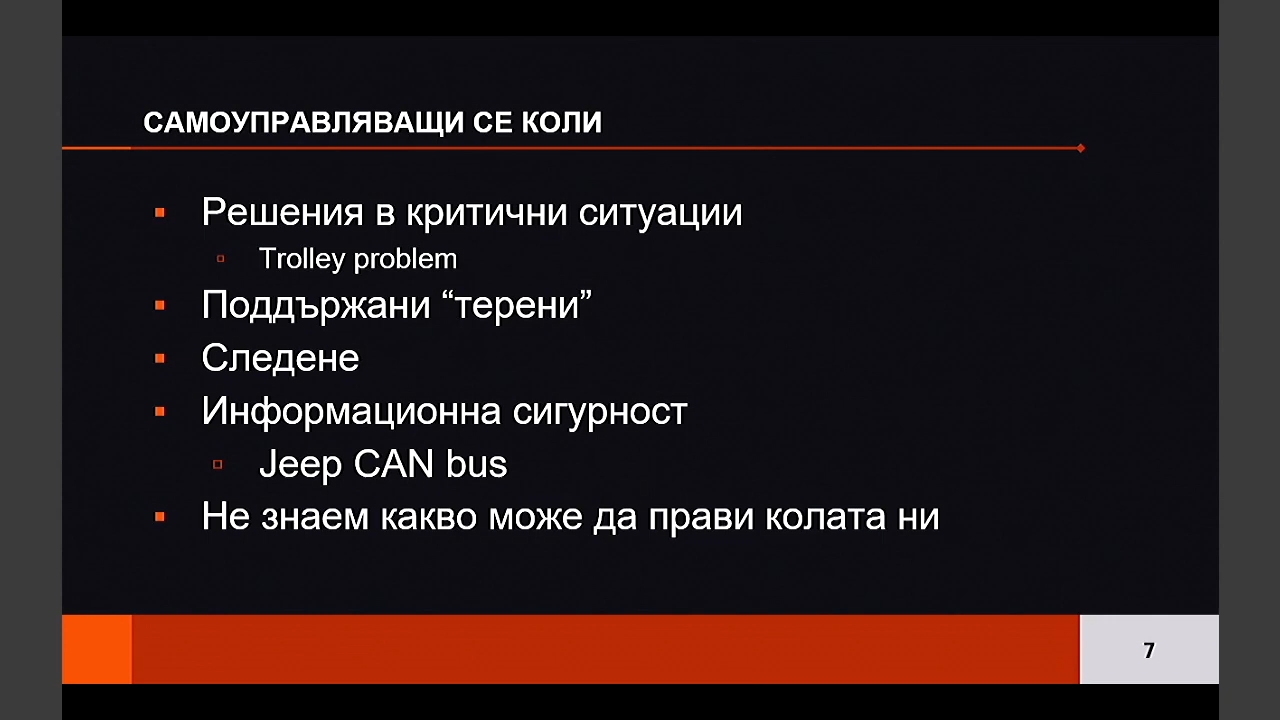 САМОУПРАВЛЯВАЩИ СЕ КОЛИ
Решения в критични ситуации
Trolley problem
Поддържани “терени”
Следене
Информационна сигурност
Jeep CAN bus
Не знаем какво може да прави колата ни
7